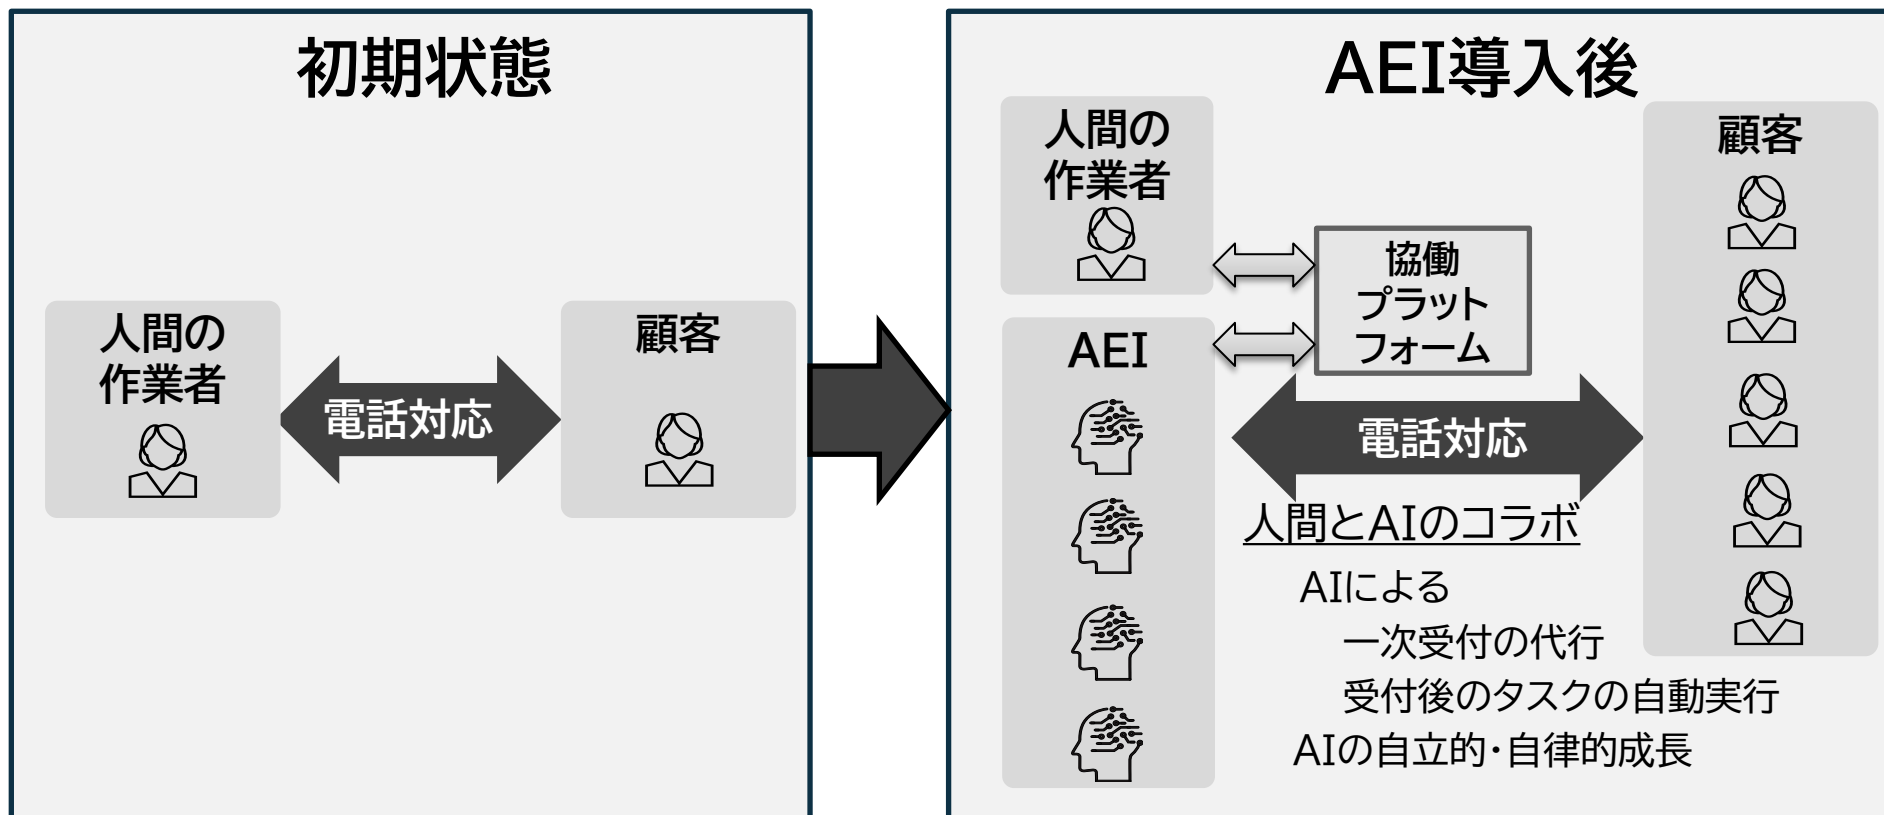 初期状態
人間の
作業者
電話対応
顧客
AEI導入後
人間の
作業者
AEI
協働
プラット
フォーム
電話対応
顧客
人間とAIのコラボ
AIによる
一次受付の代行
受付後のタスクの自動実行
AIの自立的・自律的成長